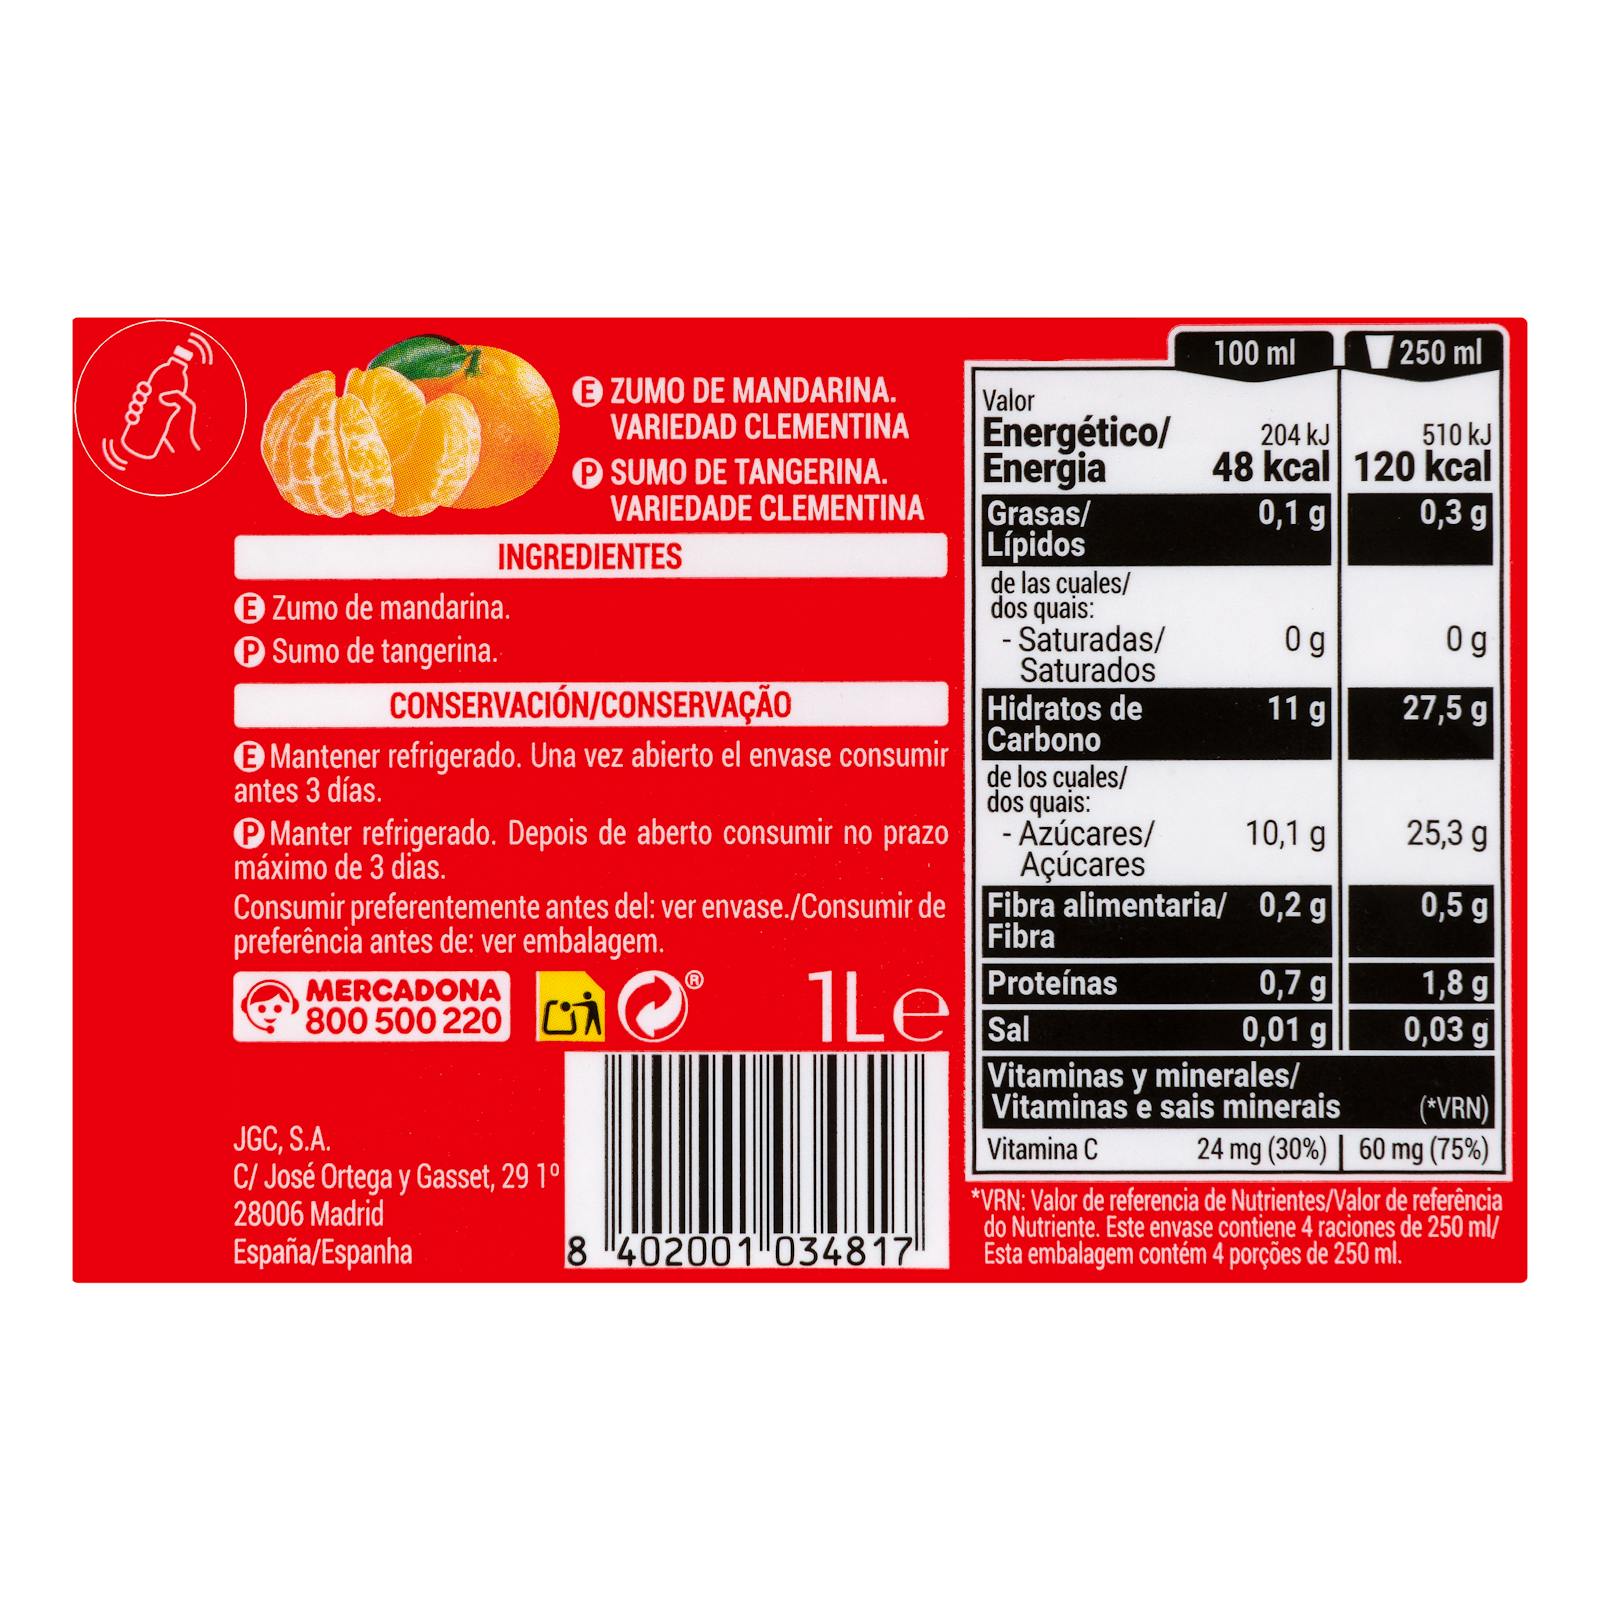 E ZUMO DE MANDARINA.
VARIEDAD CLEMENTINA
P SUMO DE TANGERINA.
VARIEDADE CLEMENTINA
INGREDIENTES
E Zumo de mandarina.
P Sumo de tangerina.
CONSERVACIÓN/CONSERVAÇÃO
E Mantener refrigerado. Una vez abierto el envase consumir
antes 3 días.
P Manter refrigerado. Depois de aberto consumir no prazo
máximo de 3 dias.
Consumir preferentemente antes del: ver envase./Consumir de
preferência antes de: ver embalagem.
MERCADONA
800 500 220
®
1L e
JGC, S.A.
C/ José Ortega y Gasset, 29 1º
28006 Madrid
España/Espanha
8 402001 034817
100 ml 250 ml
Valor
Energético/ 204 kJ 510 kJ
Energia 48 kcal 120 kcal
Grasas/ 0,1 g 0,3 g
Lípidos
de las cuales/
dos quais:
- Saturadas/ 0 g 0 g
Saturados
Hidratos de 11 g 27,5 g
Carbono
de los cuales/
dos quais:
- Azúcares/ 10,1 g 25,3 g
Açúcares
Fibra alimentaria/ 0,2 g 0,5 g
Fibra
Proteínas 0,7 g 1,8 g
Sal 0,01 g 0,03 g
Vitaminas y minerales/
Vitaminas e sais minerais (*VRN)
Vitamina C 24 mg (30%) 60 mg (75%)
*VRN: Valor de referencia de Nutrientes/Valor de referência
do Nutriente. Este envase contiene 4 raciones de 250 ml/
Esta embalagem contém 4 porções de 250 ml.